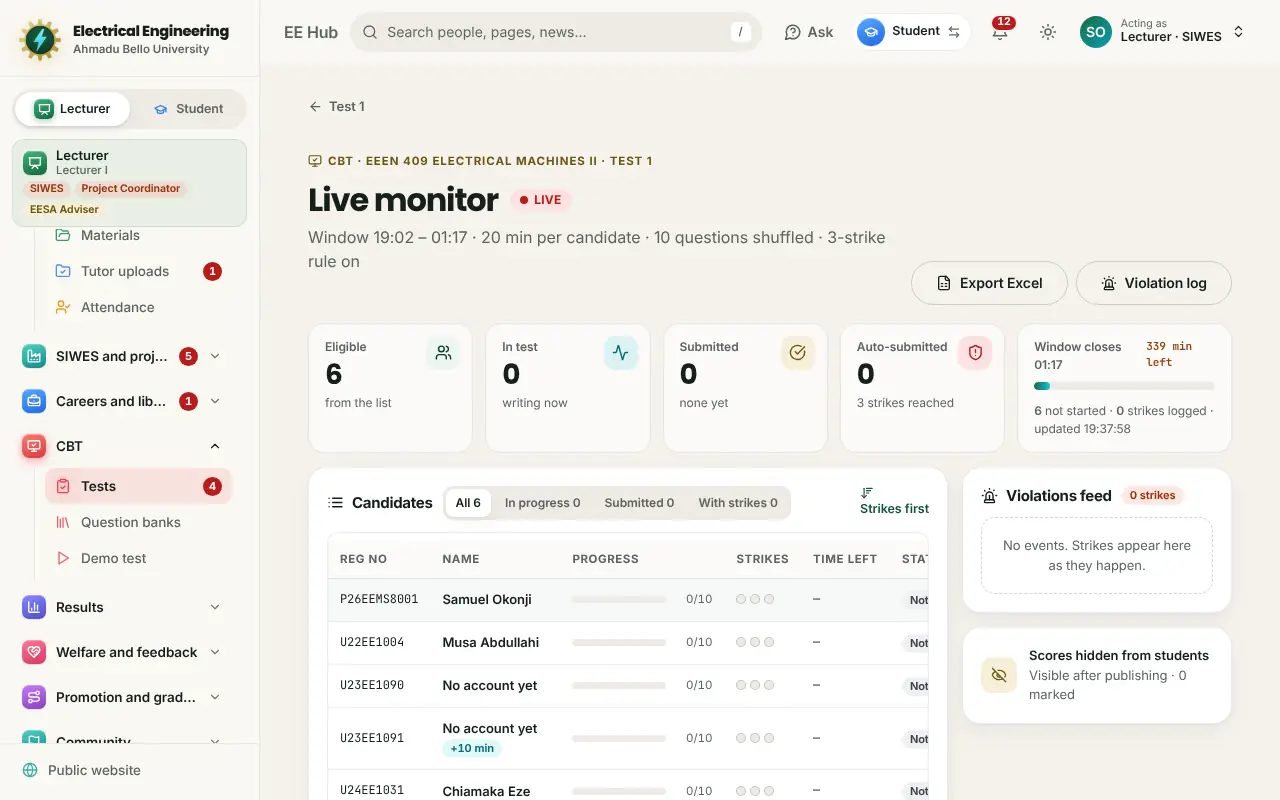 Electrical Engineering
Ahmadu Bello University
EE Hub
Search people, pages, news...
/
Ask
Student
12
SO
Acting as
Lecturer · SIWES
Lecturer
Student
Lecturer
Lecturer I
SIWES
Project Coordinator
EESA Adviser
Materials
Tutor uploads
1
Attendance
SIWES and proj...
5
Careers and lib...
1
CBT
Tests
4
Question banks
Demo test
Results
Welfare and feedback
Promotion and grad...
Community
Public website
Test 1
CBT · EEEN 409 ELECTRICAL MACHINES II · TEST 1
Live monitor
LIVE
Window 19:02 – 01:17 · 20 min per candidate · 10 questions shuffled · 3-strike
rule on
Export Excel
Violation log
Eligible
6
from the list
In test
0
writing now
Submitted
0
none yet
Auto-submitted
0
3 strikes reached
Window closes
01:17
339 min
left
6 not started · 0 strikes logged ·
updated 19:37:58
Candidates
All 6
In progress 0
Submitted 0
With strikes 0
Strikes first
REG NO NAME PROGRESS STRIKES TIME LEFT STAT
P26EEMS8001 Samuel Okonji 0/10 – Not
U22EE1004 Musa Abdullahi 0/10 – Not
U23EE1090 No account yet 0/10 – Not
U23EE1091 No account yet 0/10 – Not
+10 min
U24EE1031 Chiamaka Eze 0/10 – Not
Violations feed
0 strikes
No events. Strikes appear here
as they happen.
Scores hidden from students
Visible after publishing · 0
marked